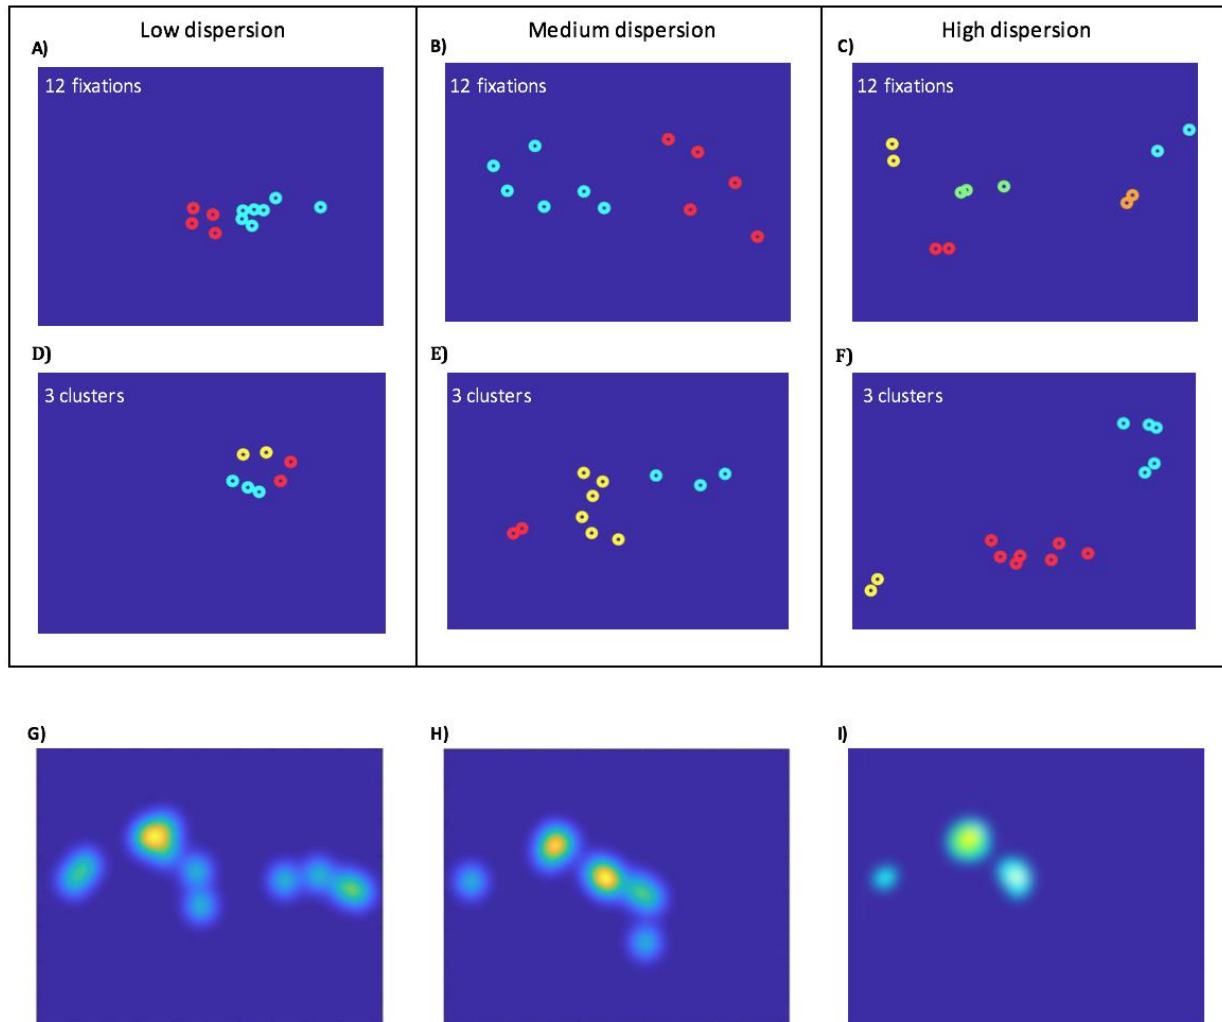 Low dispersion
Medium dispersion
High dispersion
A)
B)
C)
12 fixations
12 fixations
12 fixations
D)
E)
F)
3 clusters
3 clusters
3 clusters
G)
H)
I)